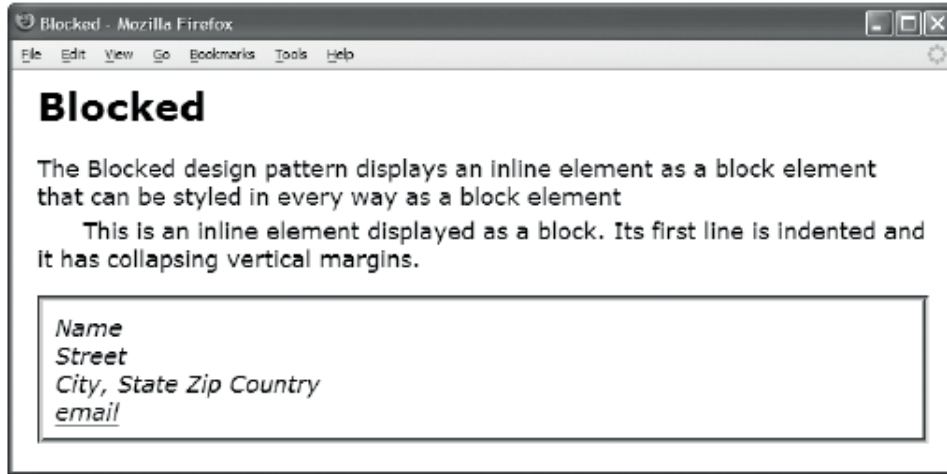 Blocked - Mozilla Firefox
File Edit View Go Bookmarks Tools Help
Blocked
The Blocked design pattern displays an inline element as a block element
that can be styled in every way as a block element
This is an inline element displayed as a block. Its first line is indented and
it has collapsing vertical margins.
Name
Street
City, State Zip Country
email